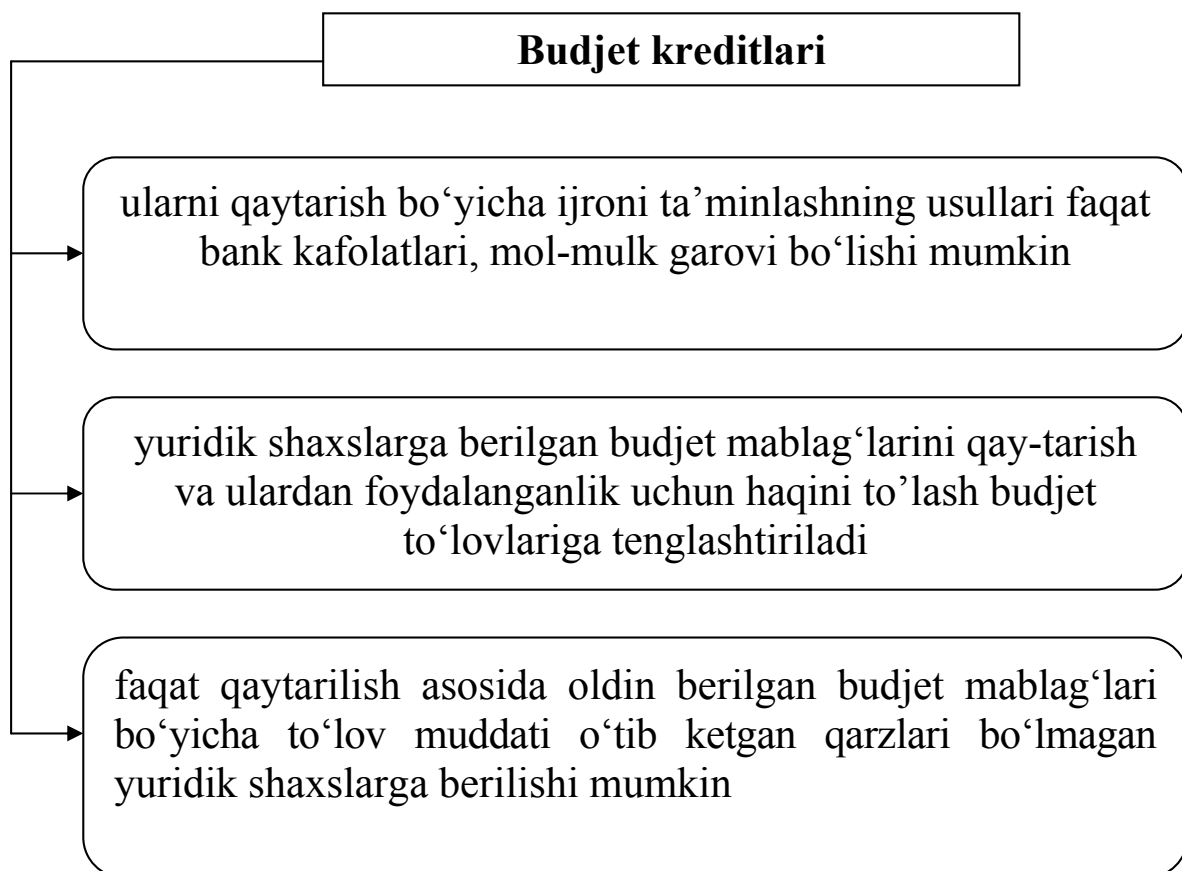 Budjet kreditlari
ularni qaytarish bo‘yicha ijroni ta’minlashning usullari faqat
bank kafolatlari, mol-mulk garovi bo‘lishi mumkin
yuridik shaxslarga berilgan budjet mablag‘larini qay-tarish
va ulardan foydalanganlik uchun haqini to’lash budjet
to‘lovlariga tenglashtiriladi
faqat qaytarilish asosida oldin berilgan budjet mablag‘lari
bo‘yicha to‘lov muddati o‘tib ketgan qarzlari bo‘lmagan
yuridik shaxslarga berilishi mumkin